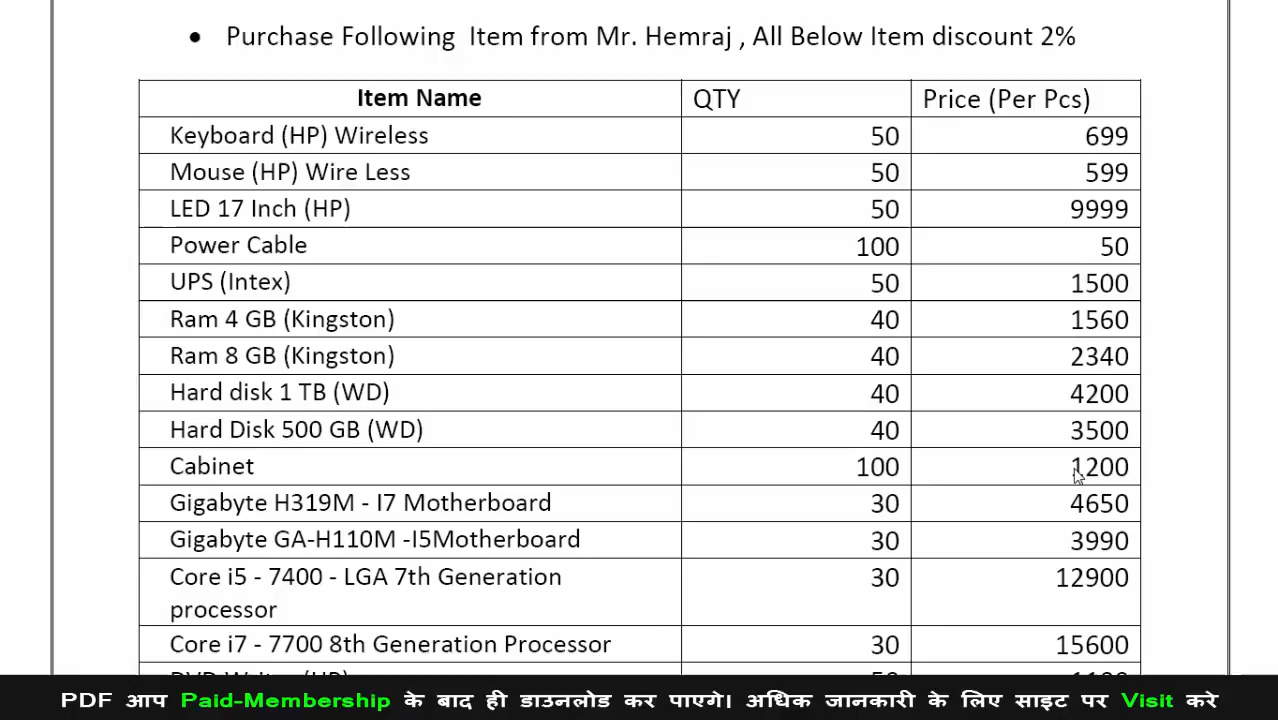 • Purchase Following Item from Mr. Hemraj , All Below Item discount 2%
Item Name QTY Price (Per Pcs)
Keyboard (HP) Wireless 50 699
Mouse (HP) Wire Less 50 599
LED 17 Inch (HP) 50 9999
Power Cable 100 50
UPS (Intex) 50 1500
Ram 4 GB (Kingston) 40 1560
Ram 8 GB (Kingston) 40 2340
Hard disk 1 TB (WD) 40 4200
Hard Disk 500 GB (WD) 40 3500
Cabinet 100 1200
Gigabyte H319M - I7 Motherboard 30 4650
Gigabyte GA-H110M -I5Motherboard 30 3990
Core i5 - 7400 - LGA 7th Generation 30 12900
processor
Core i7 - 7700 8th Generation Processor 30 15600
PDF आप Paid-Membership के बाद ही डाउनलोड कर पाएगे। अधिक जानकारी के लिए साइट पर Visit करे